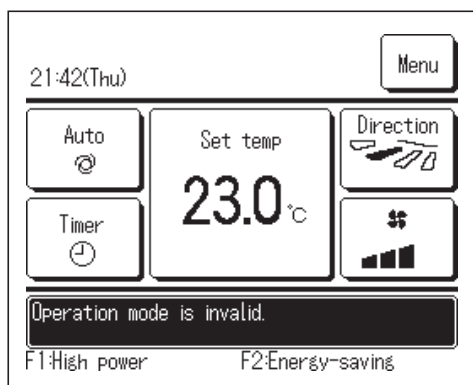 21:42(Thu)
Menu
Auto
Set temp
Direction
23.0℃
Timer
Operation mode is invalid.
F1:High power F2:Energy-saving